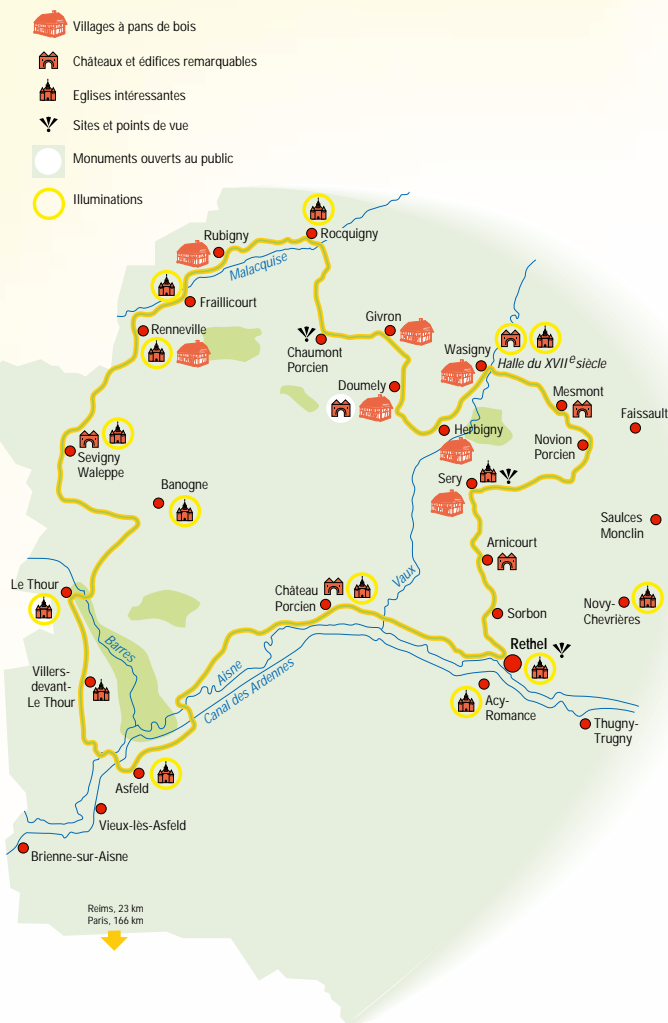 Villages à pans de bois
Châteaux et édifices remarquables
Eglises intéressantes
Sites et points de vue
Monuments ouverts au public
Illuminations
Rubigny
Rocquigny
Malacquise
Fraillicourt
Renneville
Givron
Chaumont
Porcien
Wasigny
Halle du XVIIe siècle
Doumely
Mesmont
Faissault
Herbigny
Novion
Porcien
Sevigny
Waleppe
Sery
Banogne
Saulces
Monclin
Arnicourt
Vaux
Le Thour
Château
Porcien
Novy-
Chevrières
Sorbon
Barres
Rethel
Aisne
Canal des Ardennes
Villers-
devant-
Le Thour
Acy-
Romance
Thugny-
Trugny
Asfeld
Vieux-lès-Asfeld
Brienne-sur-Aisne
Reims, 23 km
Paris, 166 km